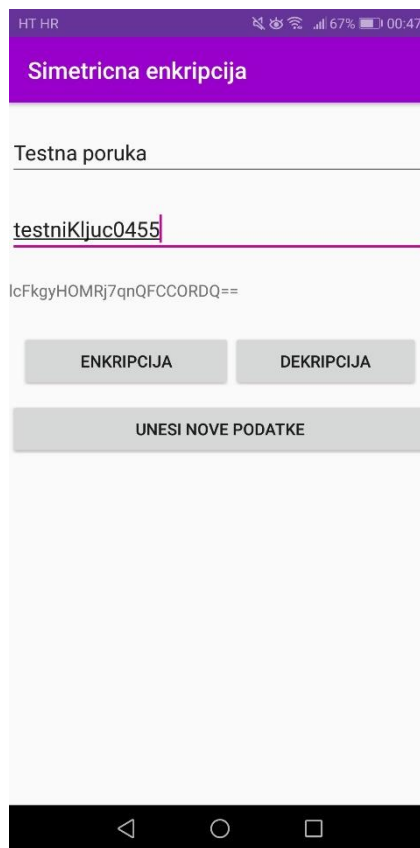 HT HR 67% 00:47
Simetricna enkripcija
Testna poruka
testniKljuc0455
lcFkgyHOMRj7qnQFCCORDQ==
ENKRIPCIJA DEKRIPCIJA
UNESI NOVE PODATKE